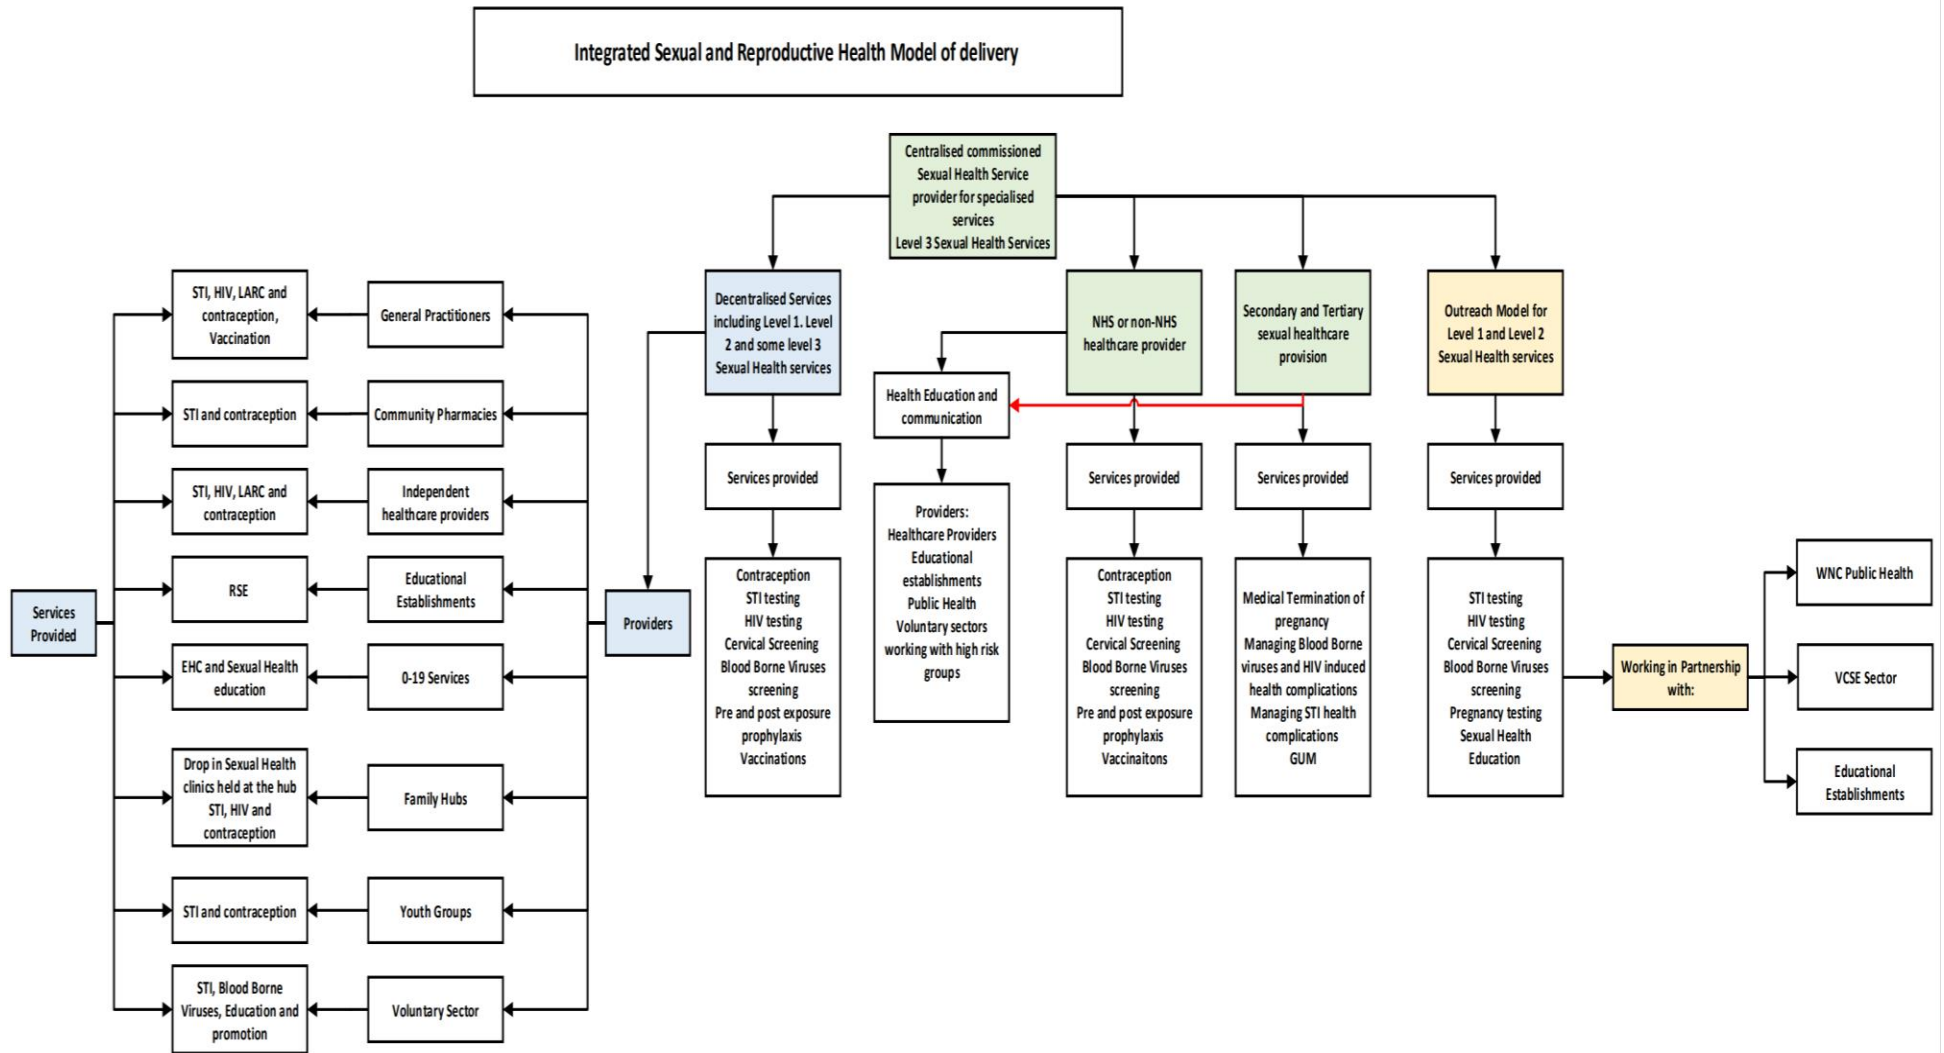 Integrated Sexual and Reproductive Health Model of delivery
Centralised commissioned
Sexual Health Service
provider for specialised
services
Level 3 Sexual Health Services
Services
Provided
STI, HIV, LARC and
contraception,
Vaccination
General Practitioners
STI and contraception
Community Pharmacies
STI, HIV, LARC and
contraception
Independent
healthcare providers
RSE
Educational
Establishments
EHC and Sexual Health
education
0-19 Services
Drop in Sexual Health
clinics held at the hub
STI, HIV and
contraception
Family Hubs
STI and contraception
Youth Groups
STI, Blood Borne
Viruses, Education and
promotion
Voluntary Sector
Providers
Decentralised Services
including Level 1. Level
2 and some level 3
Sexual Health services
Services provided
Contraception
STI testing
HIV testing
Cervical Screening
Blood Borne Viruses
screening
Pre and post exposure
prophylaxis
Vaccinations
Health Education and
communication
Providers:
Healthcare Providers
Educational
establishments
Public Health
Voluntary sectors
working with high risk
groups
NHS or non-NHS
healthcare provider
Services provided
Contraception
STI testing
HIV testing
Cervical Screening
Blood Borne Viruses
screening
Pre and post exposure
prophylaxis
Vaccinaitons
Secondary and Tertiary
sexual healthcare
provision
Services provided
Medical Termination of
pregnancy
Managing Blood Borne
viruses and HIV induced
health complications
Managing STI health
complications
GUM
Outreach Model for
Level 1 and Level 2
Sexual Health services
Services provided
STI testing
HIV testing
Cervical Screening
Blood Borne Viruses
screening
Pregnancy testing
Sexual Health
Education
Working in Partnership
with:
WNC Public Health
VCSE Sector
Educational
Establishments